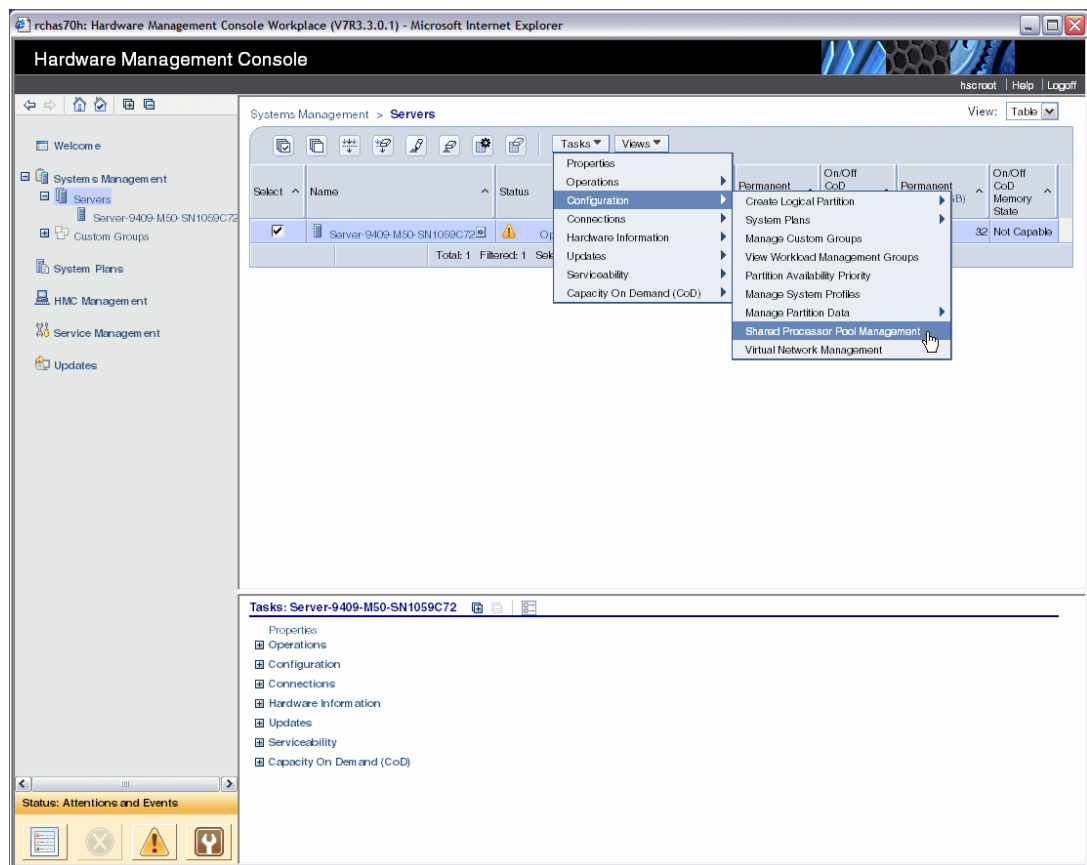 rchas70h: Hardware Management Console Workplace (V7R3.3.0.1) - Microsoft Internet Explorer
Hardware Management Console
hscroot | Help | Logoff
Systems Management > Servers
View: Table
Welcome
Systems Management
Servers
Server-9409-M50-SN1059C72
Custom Groups
System Plans
HMC Management
Service Management
Updates
Tasks Views
Select ^ Name ^ Status
Permanent
On/Off
CoD
Permanent
GB)
On/Off
CoD
Memory
State
Server-9409-M50-SN1059C72 Op
32 Not Capable
Total: 1 Filtered: 1 Sele
Properties
Operations
Configuration
Connections
Hardware Information
Updates
Serviceability
Capacity On Demand (CoD)
Create Logical Partition
System Plans
Manage Custom Groups
View Workload Management Groups
Partition Availability Priority
Manage System Profiles
Manage Partition Data
Shared Processor Pool Management
Virtual Network Management
Tasks: Server-9409-M50-SN1059C72
Properties
Operations
Configuration
Connections
Hardware Information
Updates
Serviceability
Capacity On Demand (CoD)
Status: Attentions and Events